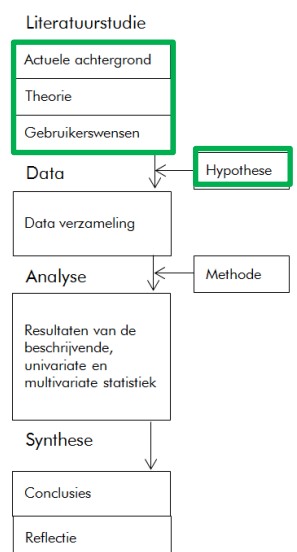 Literatuurstudie
Actuele achtergrond
Theorie
Gebruikerswensen
Hypothese
Data
Data verzameling
Methode
Analyse
Resultaten van de
beschrijvende,
univariate en
multivariate statistiek
Synthese
Conclusies
Reflectie